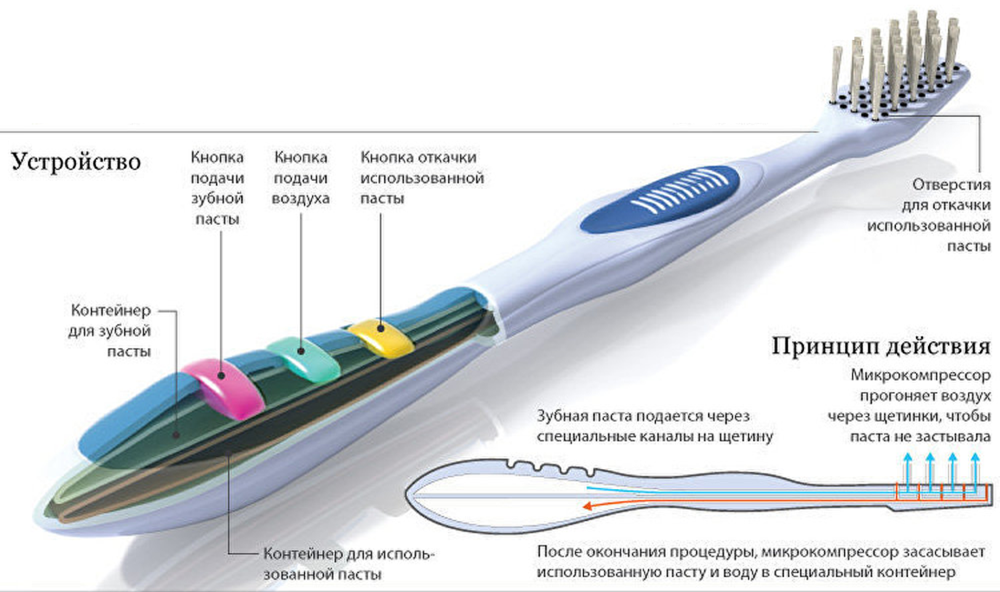 Устройство
Кнопка
подачи
зубной
пасты
Кнопка
подачи
воздуха
Кнопка откачки
использованной
пасты
Отверстия
для откачки
использованной
пасты
Контейнер
для зубной
пасты
Контейнер для исполь-
зованной пасты
Принцип действия
Микрокомпрессор
прогоняет воздух
через щетинки, чтобы
паста не застывала
Зубная паста подается через
специальные каналы на щетину
После окончания процедуры, микрокомпрессор засасывает
использованную пасту и воду в специальный контейнер